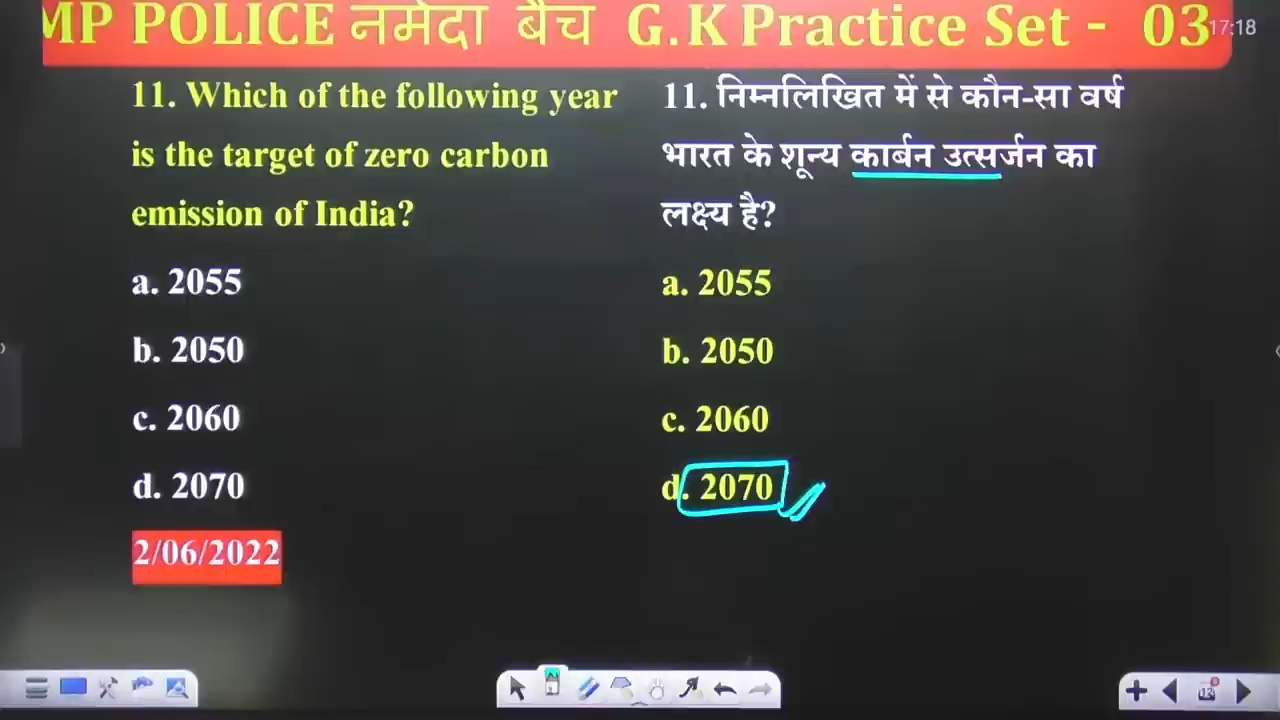 MP POLICE नर्मदा बैच G.K Practice Set - 03
17:18
11. Which of the following year
is the target of zero carbon
emission of India?
a. 2055
b. 2050
c. 2060
d. 2070
2/06/2022
11. निम्नलिखित में से कौन-सा वर्ष
भारत के शून्य कार्बन उत्सर्जन का
लक्ष्य है?
a. 2055
b. 2050
c. 2060
d. 2070